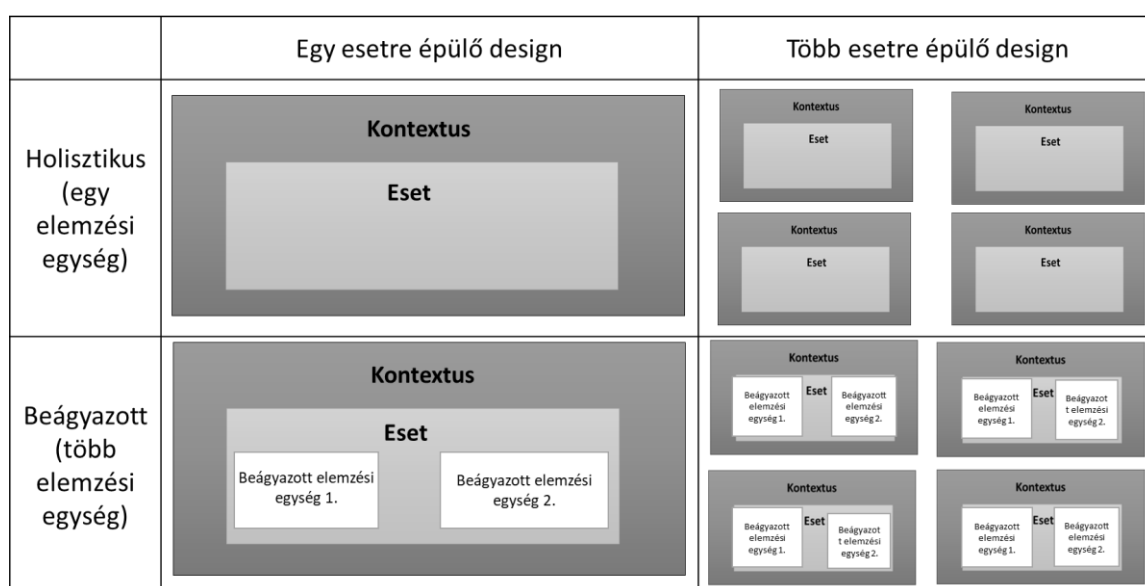 Egy esetre épülő design
Több esetre épülő design
Holisztikus
(egy
elemzési
egység)
Kontextus
Eset
Kontextus
Eset
Kontextus
Eset
Kontextus
Eset
Kontextus
Eset
Beágyazott
(több
elemzési
egység)
Kontextus
Eset
Beágyazott elemzési
egység 1.
Beágyazott elemzési
egység 2.
Kontextus
Eset
Beágyazott
elemzési
egység 1.
Beágyazott
elemzési
egység 2.
Kontextus
Eset
Beágyazott
elemzési
egység 1.
Beágyazot
t elemzési
egység 2.
Kontextus
Eset
Beágyazott
elemzési
egység 1.
Beágyazot
t elemzési
egység 2.
Kontextus
Eset
Beágyazott
elemzési
egység 1.
Beágyazott
elemzési
egység 2.